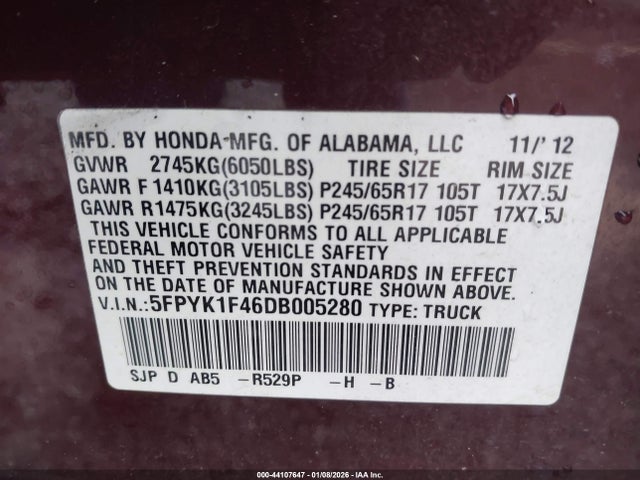 MFD. BY HONDA MFG. OF ALABAMA, LLC 11/'12
GVWR 2745KG(6050LBS) TIRE SIZE RIM SIZE
GAWR F 1410KG(3105LBS) P245/65R17 105T 17X7.5J
GAWR R1475KG(3245LBS) P245/65R17 105T 17X7.5J
THIS VEHICLE CONFORMS TO ALL APPLICABLE
FEDERAL MOTOR VEHICLE SAFETY
AND THEFT PREVENTION STANDARDS IN EFFECT
ON THE DATE OF MANUFACTURE SHOWN ABOVE.
V.I.N.:5FPYK1F46DB005280 TYPE: TRUCK
SJP D AB5 -R529P -H -B
000-44107647 - 01/08/2026 - IAA Inc.